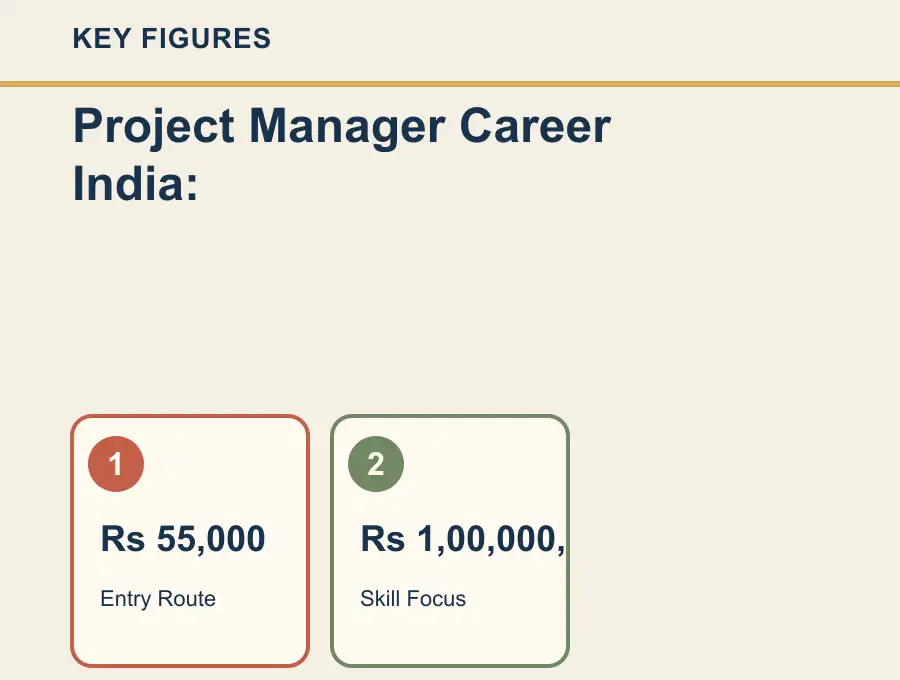 KEY FIGURES
Project Manager Career
India:
1
2
Rs 55,000
Rs 1,00,000,
Entry Route
Skill Focus